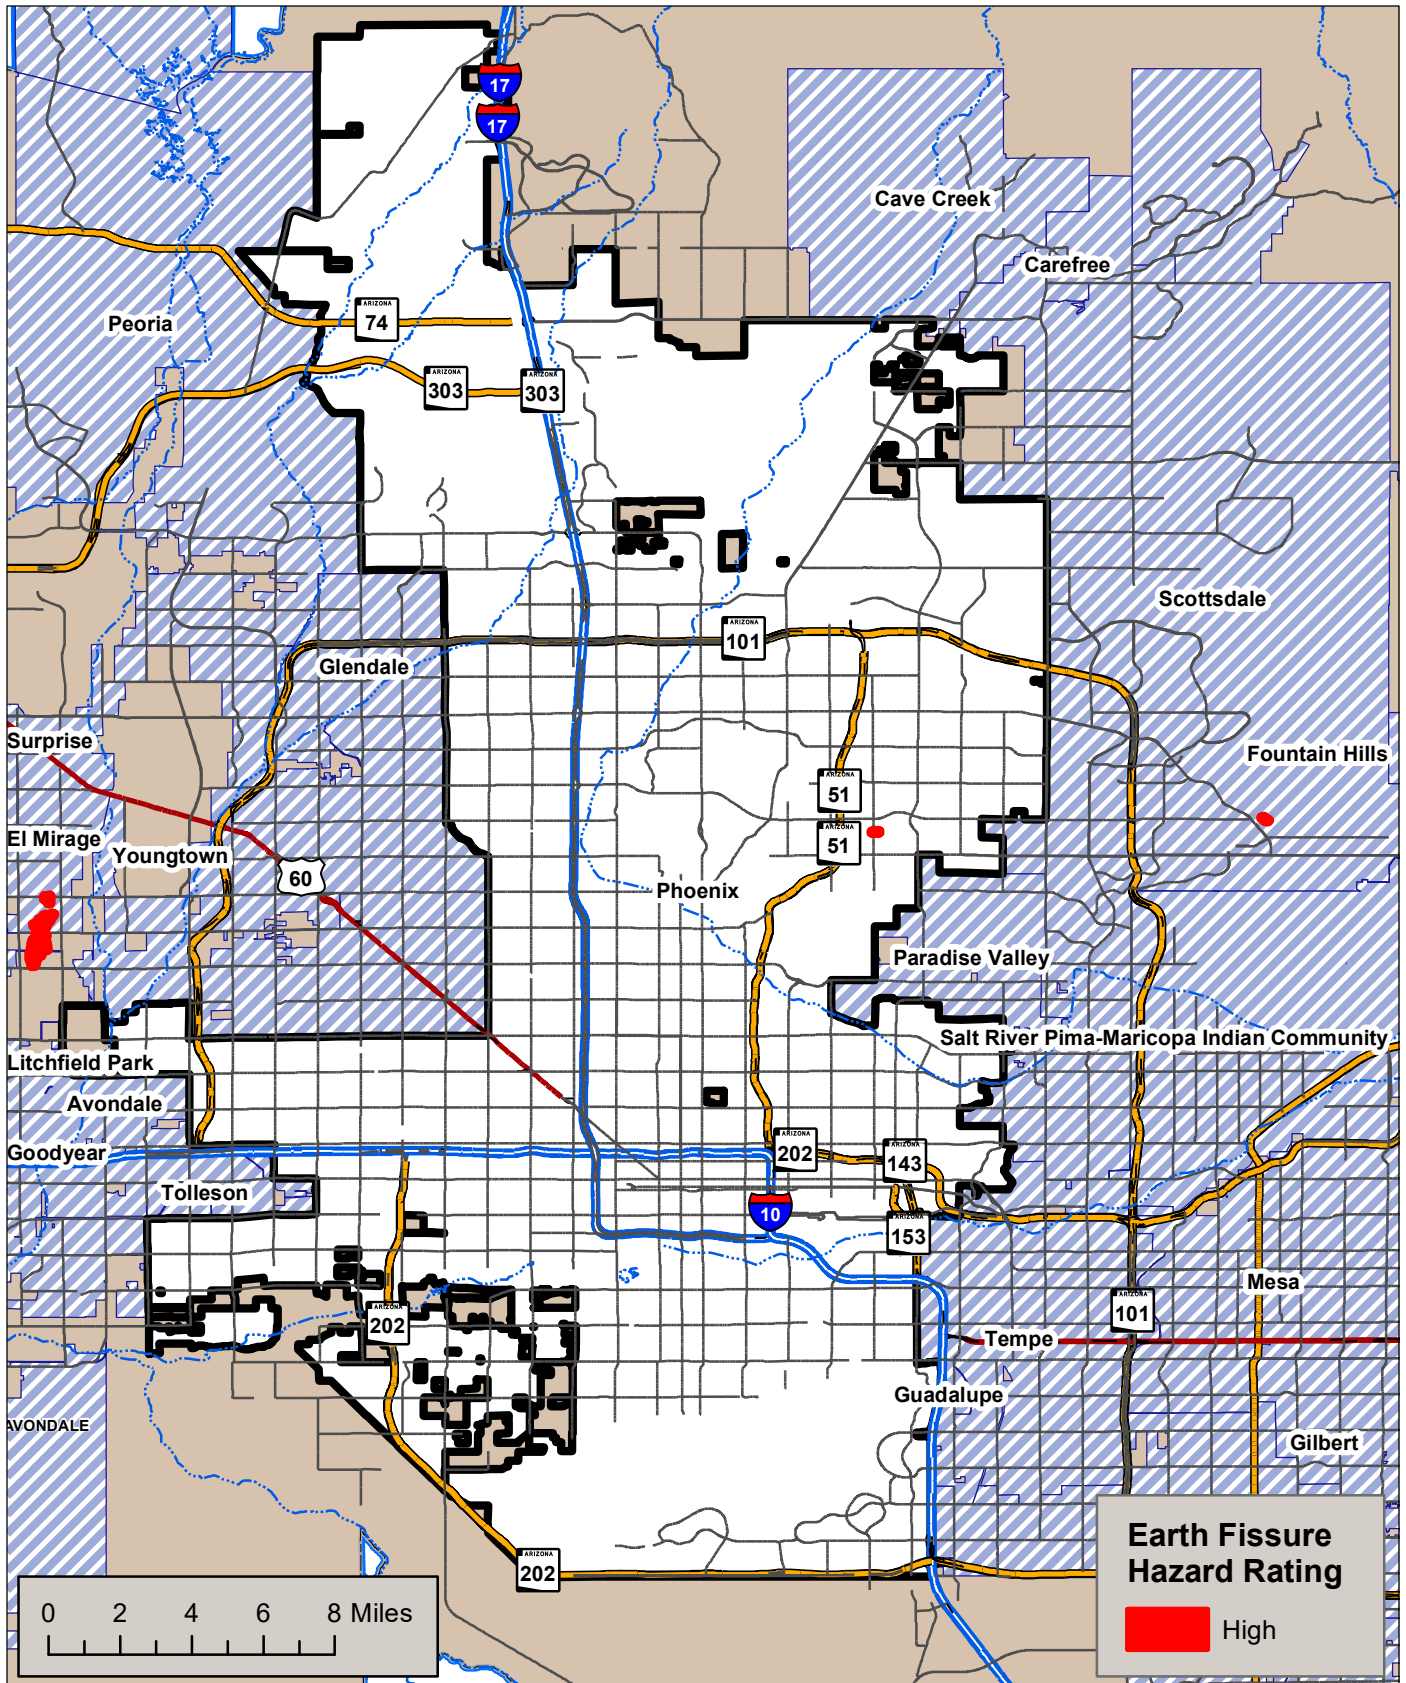 17
17
Cave Creek
Carefree
Peoria
ARIZONA
74
ARIZONA
303
ARIZONA
303
Scottsdale
ARIZONA
101
Glendale
Surprise
Fountain Hills
ARIZONA
51
El Mirage
ARIZONA
51
Youngtown
60
Phoenix
Paradise Valley
Salt River Pima-Maricopa Indian Community
Litchfield Park
Avondale
Goodyear
ARIZONA
202
ARIZONA
143
Tolleson
10
ARIZONA
153
Mesa
ARIZONA
202
ARIZONA
101
Tempe
Guadalupe
AVONDALE
Gilbert
ARIZONA
202
Earth Fissure
Hazard Rating
High
0 2 4 6 8 Miles